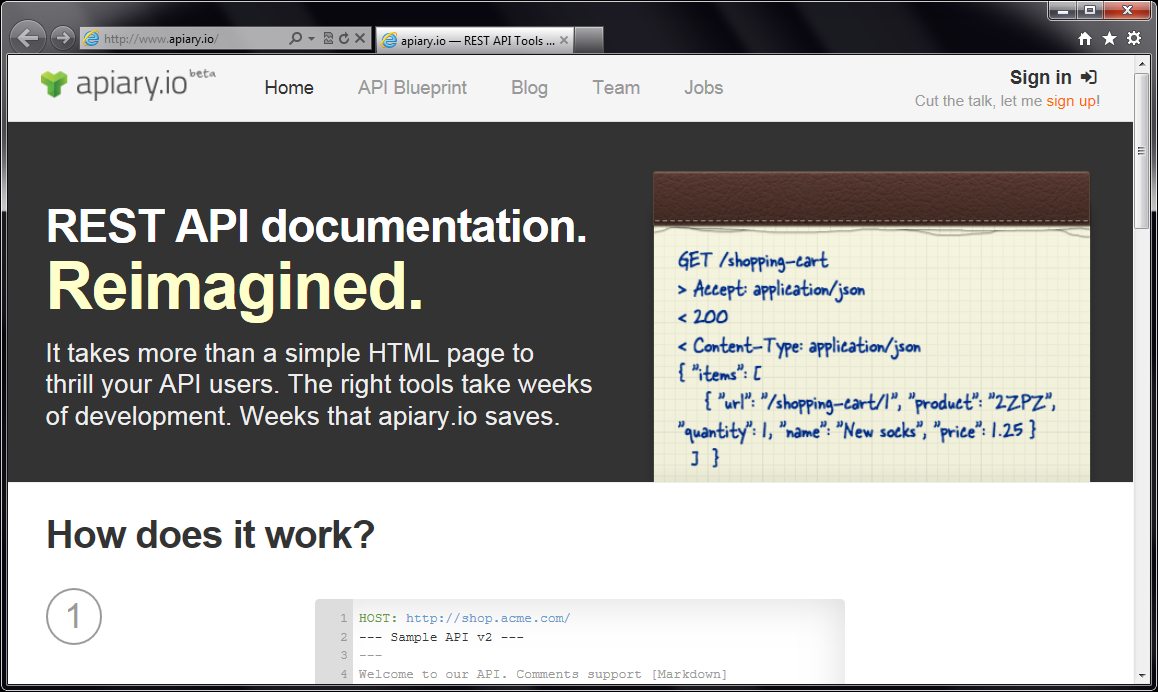 http://www.apiary.io/
apiary.io — REST API Tools ...
apiary.io beta
Home
API Blueprint
Blog
Team
Jobs
Sign in
Cut the talk, let me sign up!
REST API documentation.
Reimagined.
It takes more than a simple HTML page to
thrill your API users. The right tools take weeks
of development. Weeks that apiary.io saves.
GET /shopping-cart
> Accept: application/json
< 200
< Content-Type: application/json
{ "items": [
{ "url": "/shopping-cart/1", "product": "2ZPZ",
"quantity": 1, "name": "New socks", "price": 1.25 }
] }
How does it work?
1
1 HOST: http://shop.acme.com/
2 --- Sample API v2 ---
3 ---
4 Welcome to our API. Comments support [Markdown]